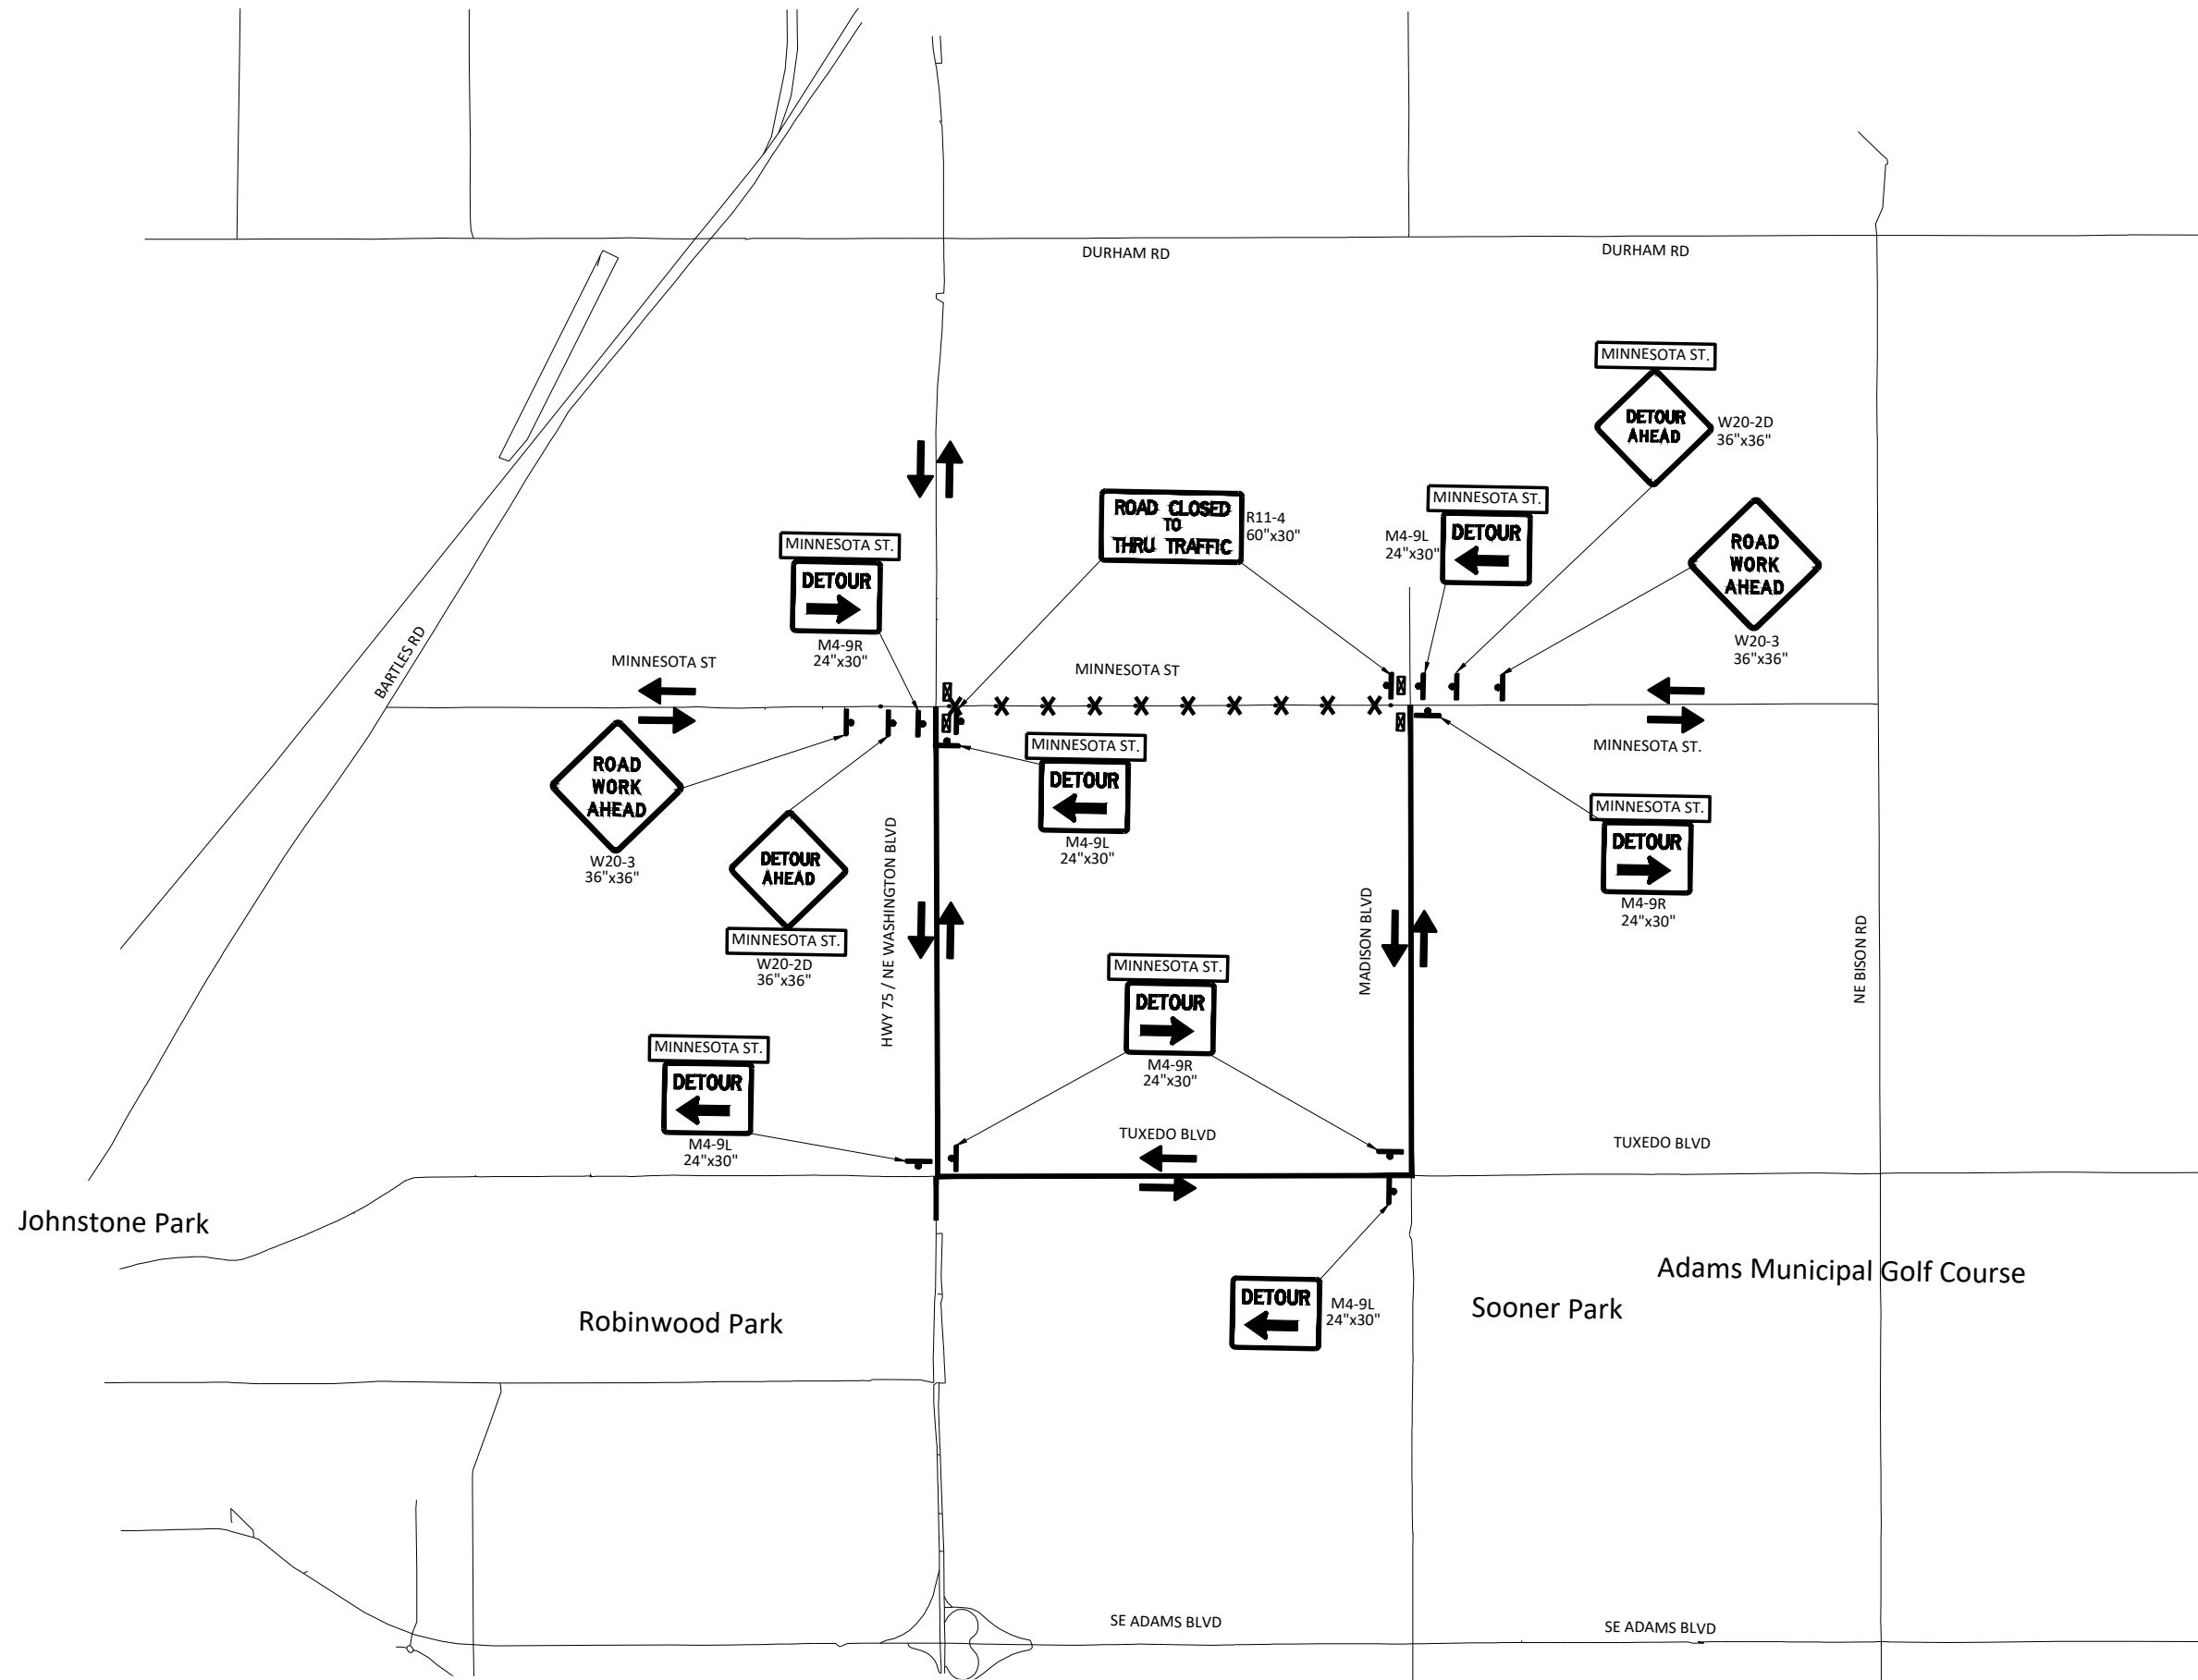 DURHAM RD
DURHAM RD
MINNESOTA ST.
DETOUR
AHEAD
W20-2D
36"x36"
ROAD CLOSED
TO
THRU TRAFFIC
R11-4
60"x30"
MINNESOTA ST.
DETOUR
M4-9L
24"x30"
ROAD
WORK
AHEAD
W20-3
36"x36"
MINNESOTA ST.
DETOUR
M4-9R
24"x30"
BARTLES RD
MINNESOTA ST
MINNESOTA ST
MINNESOTA ST.
ROAD
WORK
AHEAD
W20-3
36"x36"
MINNESOTA ST.
DETOUR
M4-9L
24"x30"
MINNESOTA ST.
DETOUR
M4-9R
24"x30"
DETOUR
AHEAD
MINNESOTA ST.
W20-2D
36"x36"
HWY 75 / NE WASHINGTON BLVD
MADISON BLVD
NE BISON RD
MINNESOTA ST.
DETOUR
M4-9R
24"x30"
MINNESOTA ST.
DETOUR
M4-9L
24"x30"
TUXEDO BLVD
TUXEDO BLVD
Johnstone Park
Adams Municipal Golf Course
Robinwood Park
DETOUR
M4-9L
24"x30"
Sooner Park
SE ADAMS BLVD
SE ADAMS BLVD